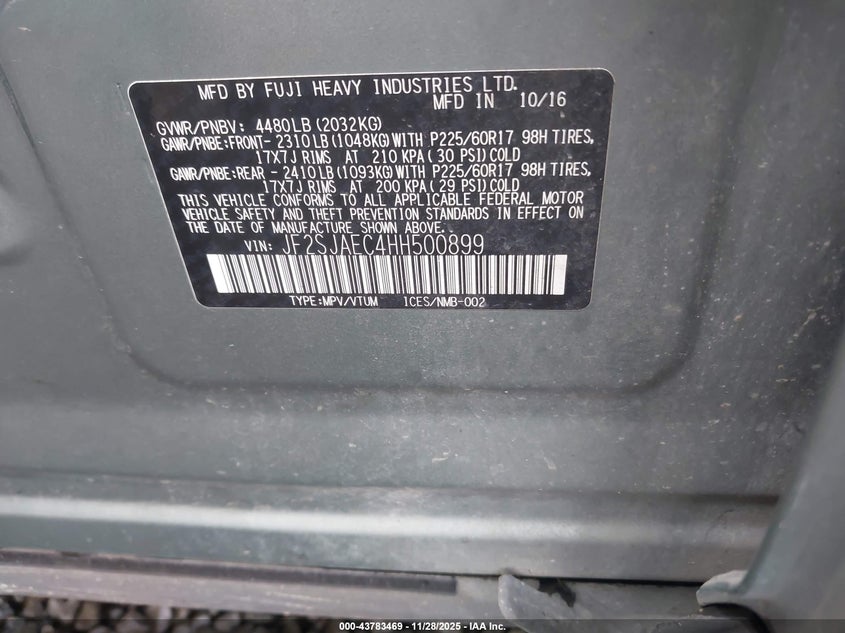 MFD BY FUJI HEAVY INDUSTRIES LTD.
MFD IN 10/16
GVWR/PNBV: 4480LB(2032KG)
GAWR/PNBE:FRONT- 2310LB(1048KG)WITH P225/60R17 98H TIRES,
17X7J RIMS AT 210 KPA(30 PSI)COLD
GAWR/PNBE:REAR - 2410LB(1093KG)WITH P225/60R17 98H TIRES,
17X7J RIMS AT 200 KPA(29 PSI)COLD
THIS VEHICLE CONFORMS TO ALL APPLICABLE FEDERAL MOTOR
VEHICLE SAFETY AND THEFT PREVENTION STANDARDS IN EFFECT ON
THE DATE OF MANUFACTURE SHOWN ABOVE.
VIN: JF2SJAEC4HH500899
TYPE:MPV/VTUM ICES/NMB-002
000-43783469 - 11/28/2025 - IAA Inc.